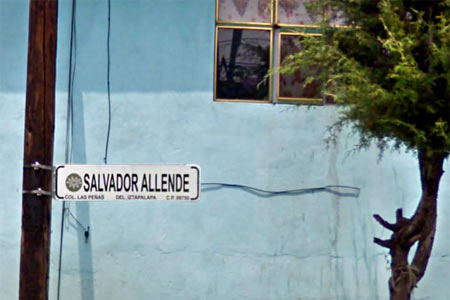 SALVADOR ALLENDE
COL. LAS PEÑAS DEL. IZTAPALAPA C.P. 09750